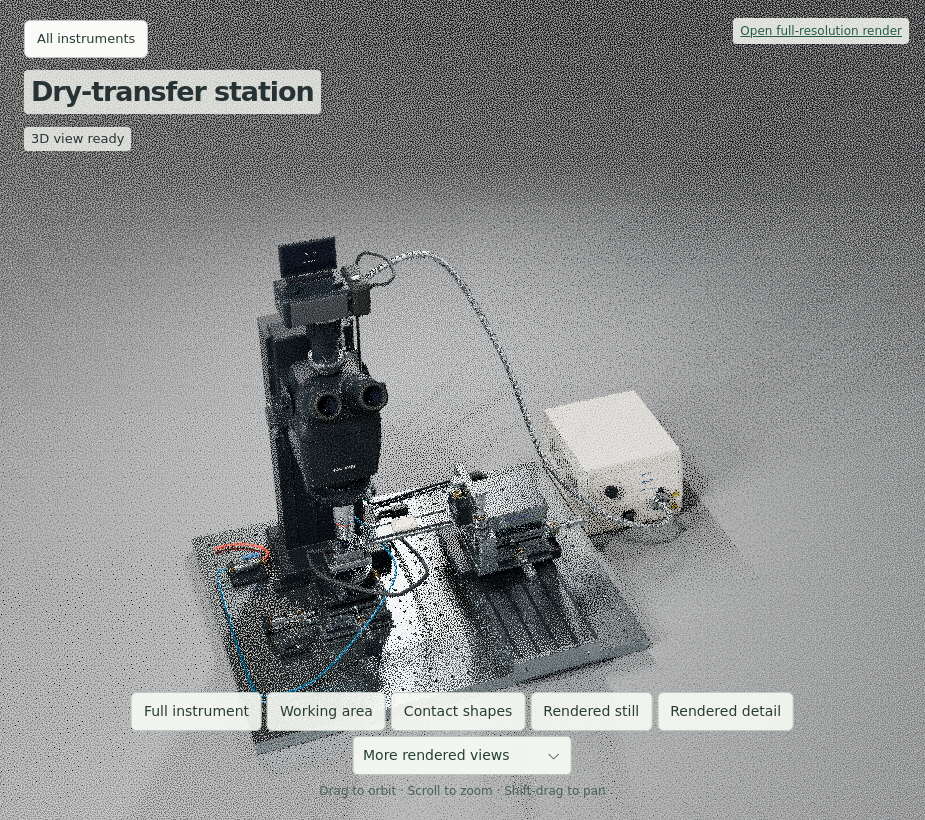 All instruments
Open full-resolution render
Dry-transfer station
3D view ready
Full instrument
Working area
Contact shapes
Rendered still
Rendered detail
More rendered views
Drag to orbit · Scroll to zoom · Shift-drag to pan